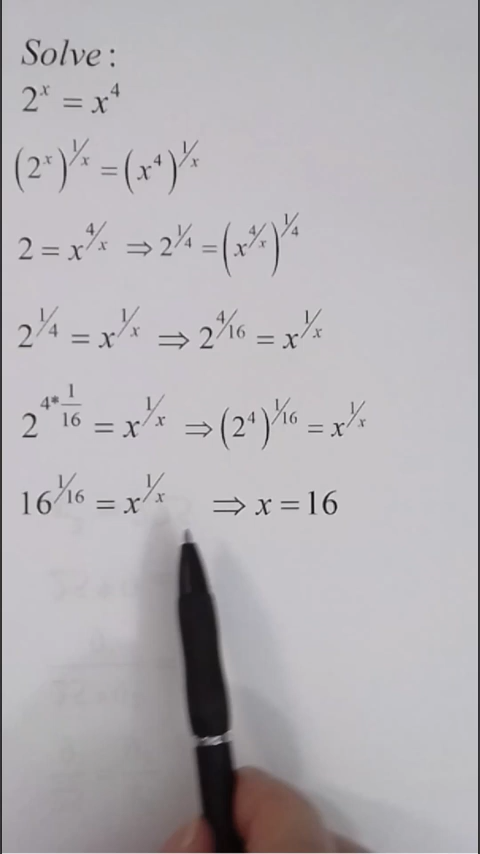 Solve :
2^x = x^4
(2^x)^{1/x} = (x^4)^{1/x}
2 = x^{4/x} ⇒ 2^{1/4} = (x^{4/x})^{1/4}
2^{1/4} = x^{1/x} ⇒ 2^{4/16} = x^{1/x}
2^{4*\frac{1}{16}} = x^{1/x} ⇒ (2^4)^{1/16} = x^{1/x}
16^{1/16} = x^{1/x} ⇒ x = 16